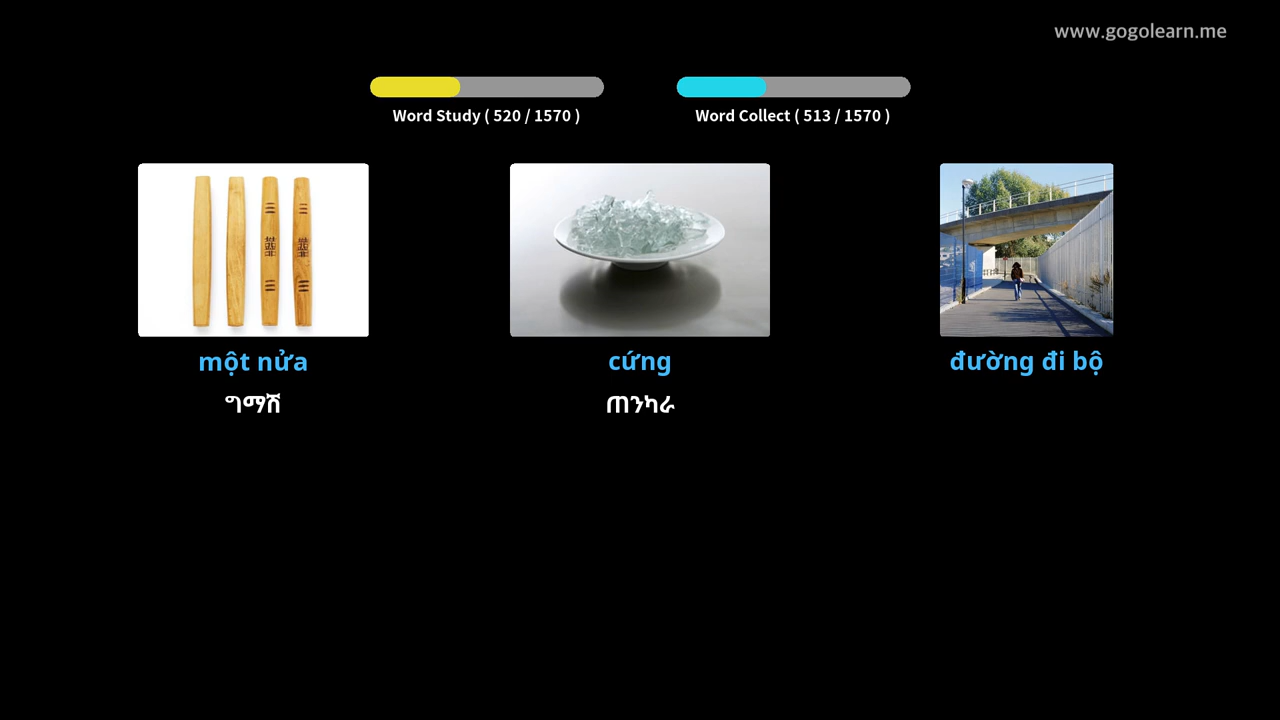 www.gogolearn.me
Word Study ( 520 / 1570 )
Word Collect ( 513 / 1570 )
một nửa
cứng
đường đi bộ
ግማሽ
ጠንካራ